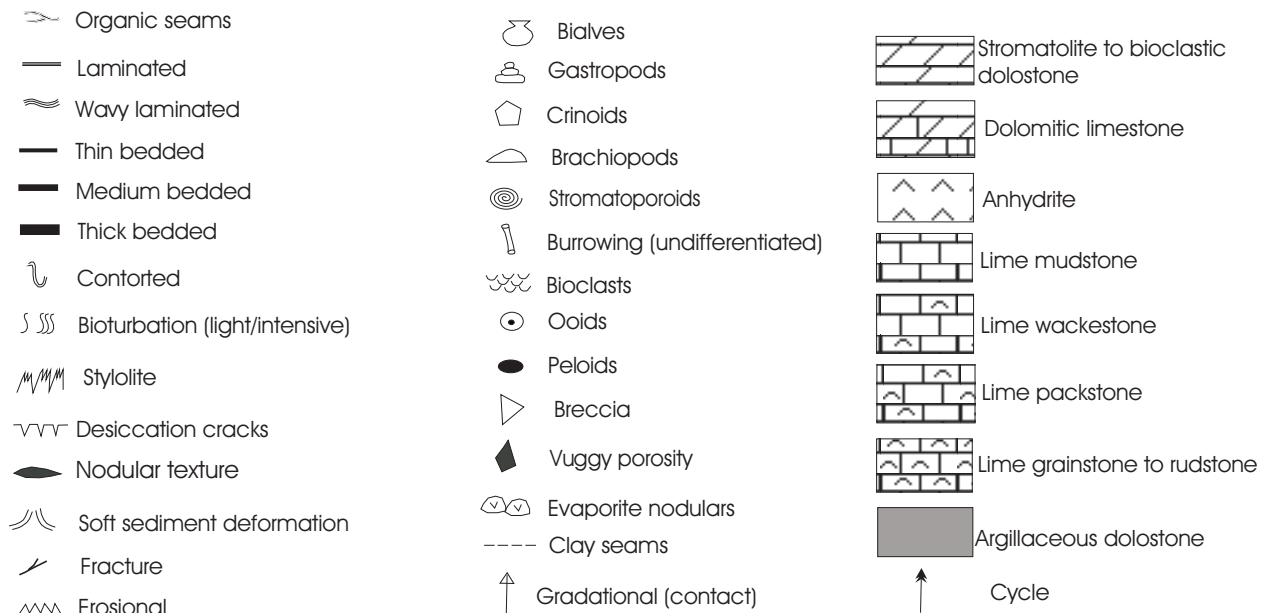 Organic seams
Laminated
Wavy laminated
Thin bedded
Medium bedded
Thick bedded
Contorted
Bioturbation (light/intensive)
Stylolite
Desiccation cracks
Nodular texture
Soft sediment deformation
Fracture
Erosional
Bialves
Gastropods
Crinoids
Brachiopods
Stromatoporoids
Burrowing (undifferentiated)
Bioclasts
Ooids
Peloids
Breccia
Vuggy porosity
Evaporite nodulars
Clay seams
Gradational (contact)
Stromatolite to bioclastic
dolostone
Dolomitic limestone
Anhydrite
Lime mudstone
Lime wackestone
Lime packstone
Lime grainstone to rudstone
Argillaceous dolostone
Cycle